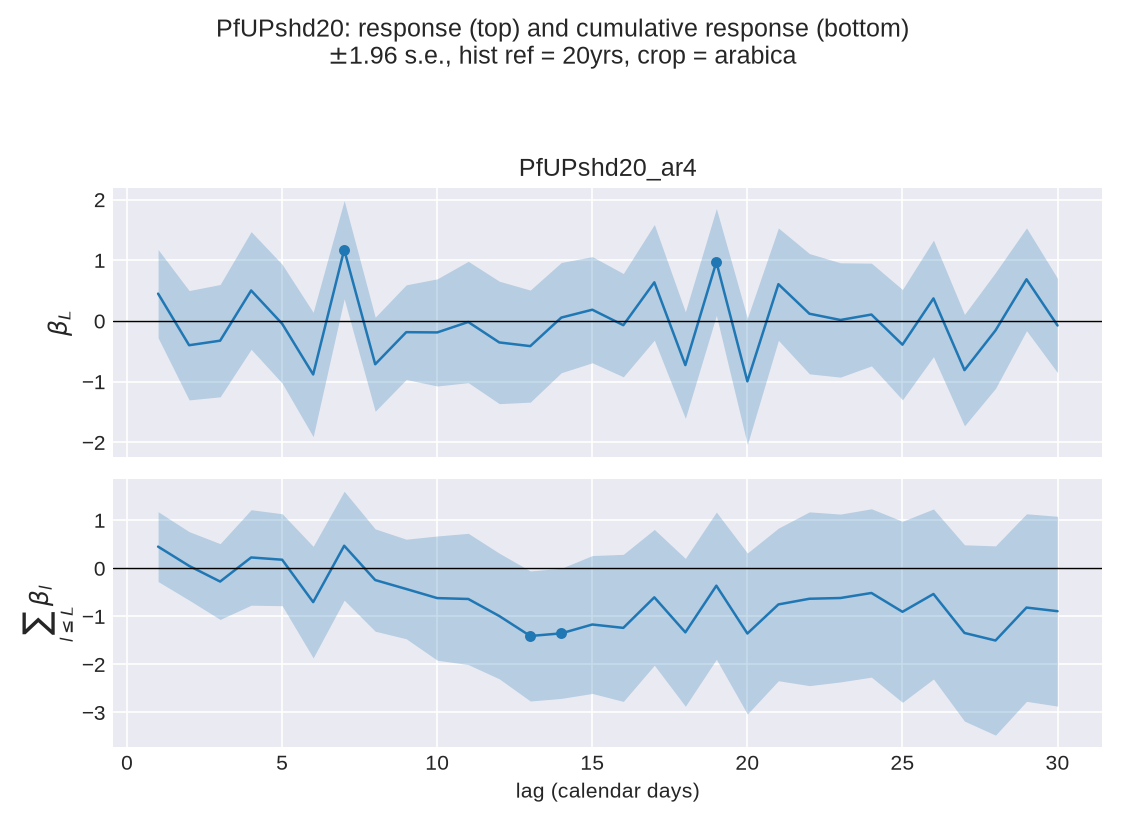 PfUPshd20: response (top) and cumulative response (bottom)
±1.96 s.e., hist ref = 20yrs, crop = arabica
PfUPshd20_ar4
2
1
0
−1
−2
β_L
1
0
−1
−2
−3
∑_{l ≤ L} β_l
0 5 10 15 20 25 30
lag (calendar days)